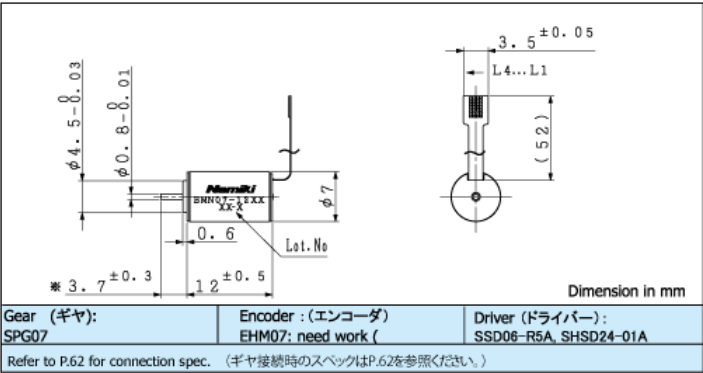 3.5±0.05
L4...L1
φ4.5-0.03 0
φ0.8-0.01 0
(52)
Namiki
BMN07-12XX
XX-X
φ7
0.6
Lot.No
※3.7±0.3
12±0.5
Dimension in mm
Gear (ギヤ):
SPG07
Encoder :(エンコーダ)
EHM07: need work (
Driver (ドライバー):
SSD06-R5A, SHSD24-01A
Refer to P.62 for connection spec. (ギヤ接続時のスペックはP.62を参照ください。)